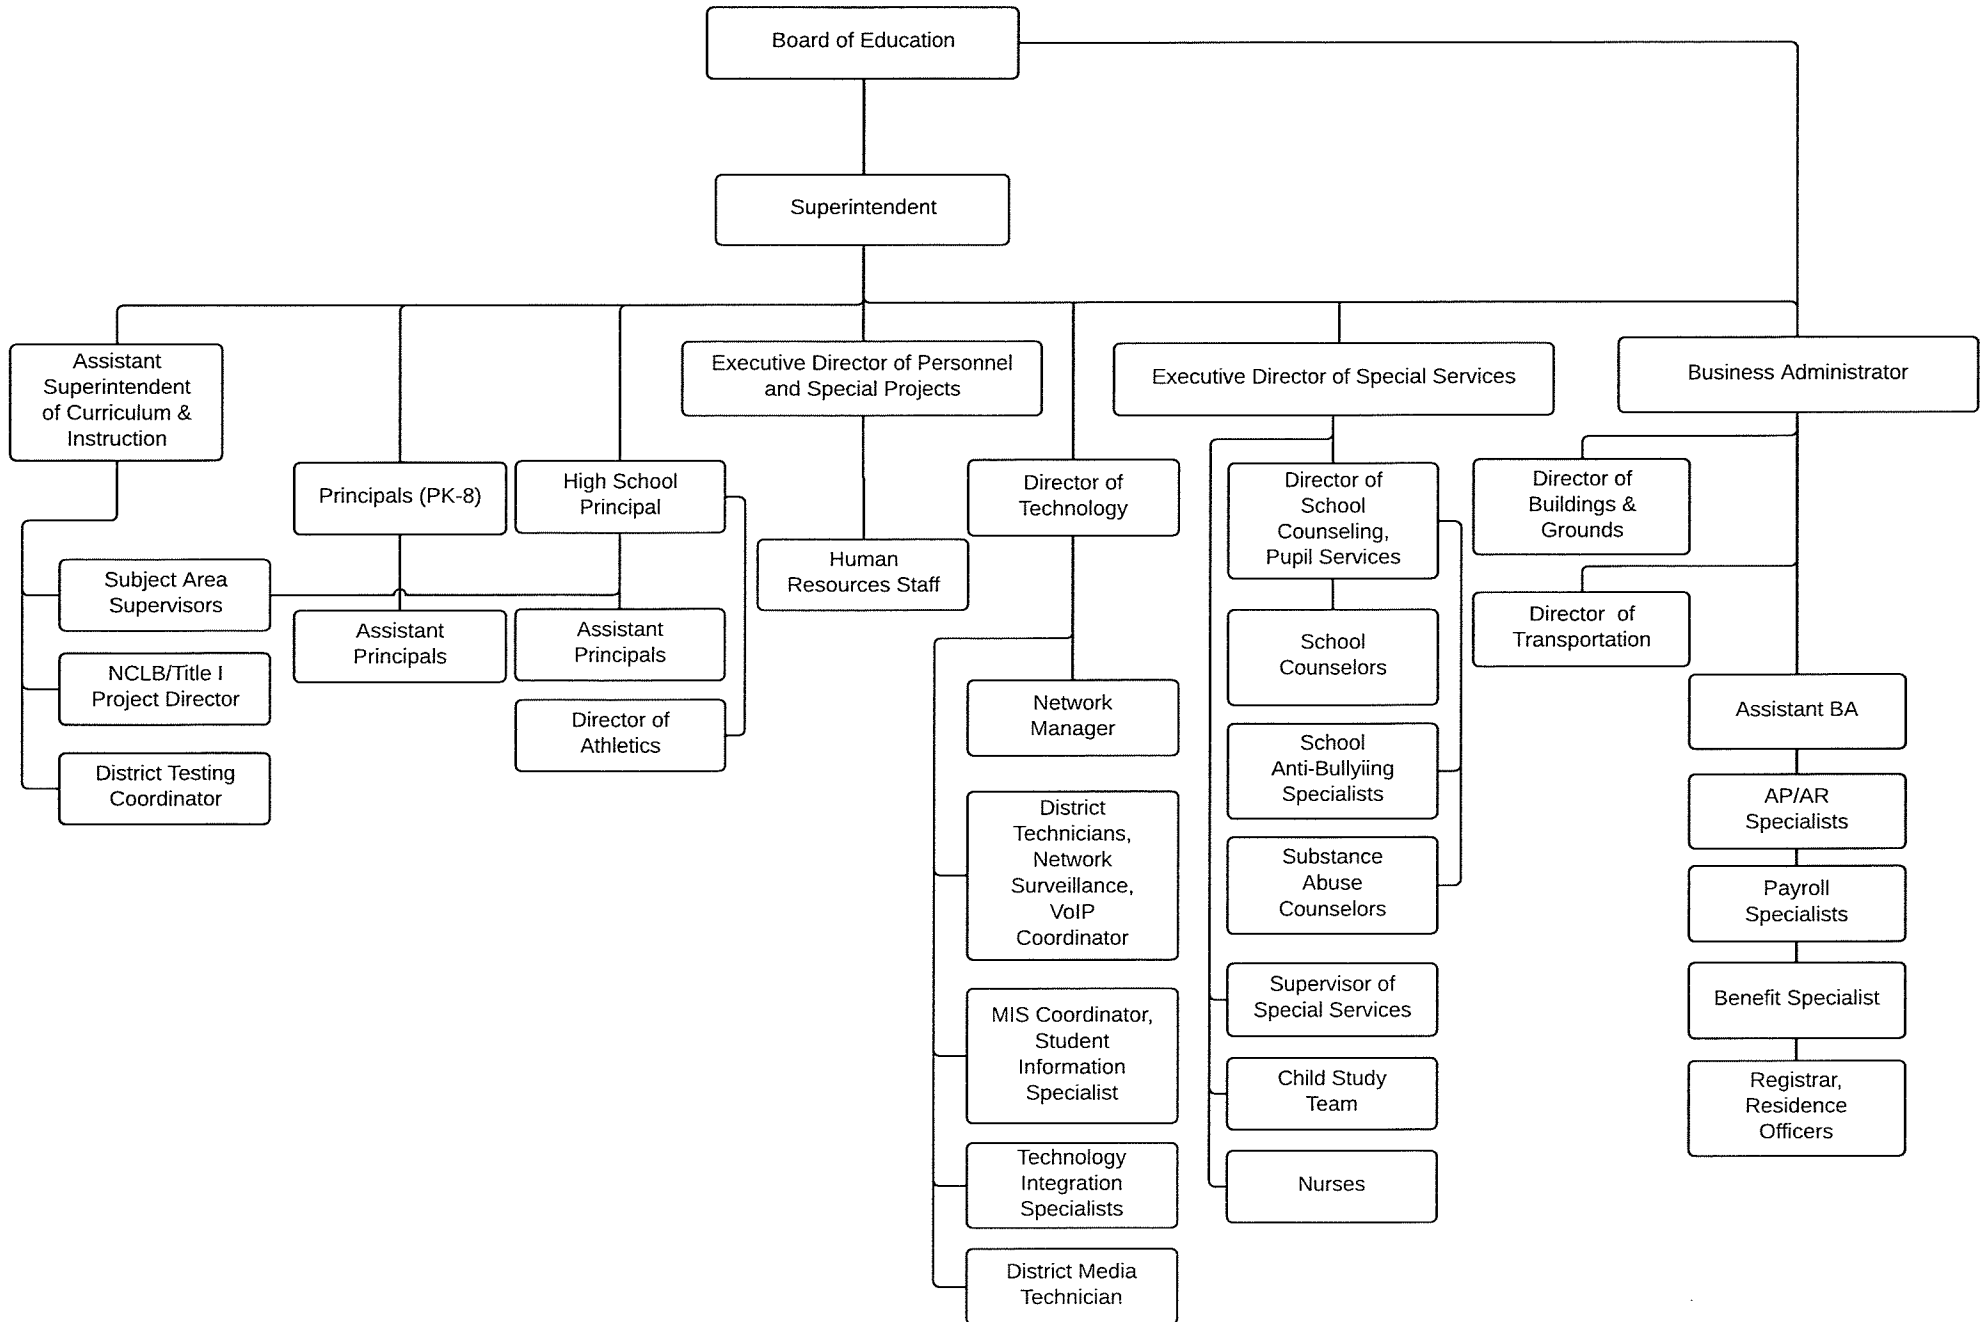 Board of Education
Superintendent
Assistant
Superintendent
of Curriculum &
Instruction
Executive Director of Personnel
and Special Projects
Executive Director of Special Services
Business Administrator
Principals (PK-8)
High School
Principal
Director of
Technology
Director of
School
Counseling,
Pupil Services
Director of
Buildings &
Grounds
Subject Area
Supervisors
Human
Resources Staff
Director of
Transportation
Assistant
Principals
Assistant
Principals
School
Counselors
NCLB/Title I
Project Director
Director of
Athletics
Network
Manager
Assistant BA
District Testing
Coordinator
School
Anti-Bullyiing
Specialists
AP/AR
Specialists
District
Technicians,
Network
Surveillance,
VoIP
Coordinator
Substance
Abuse
Counselors
Payroll
Specialists
Supervisor of
Special Services
Benefit Specialist
MIS Coordinator,
Student
Information
Specialist
Child Study
Team
Registrar,
Residence
Officers
Technology
Integration
Specialists
Nurses
District Media
Technician